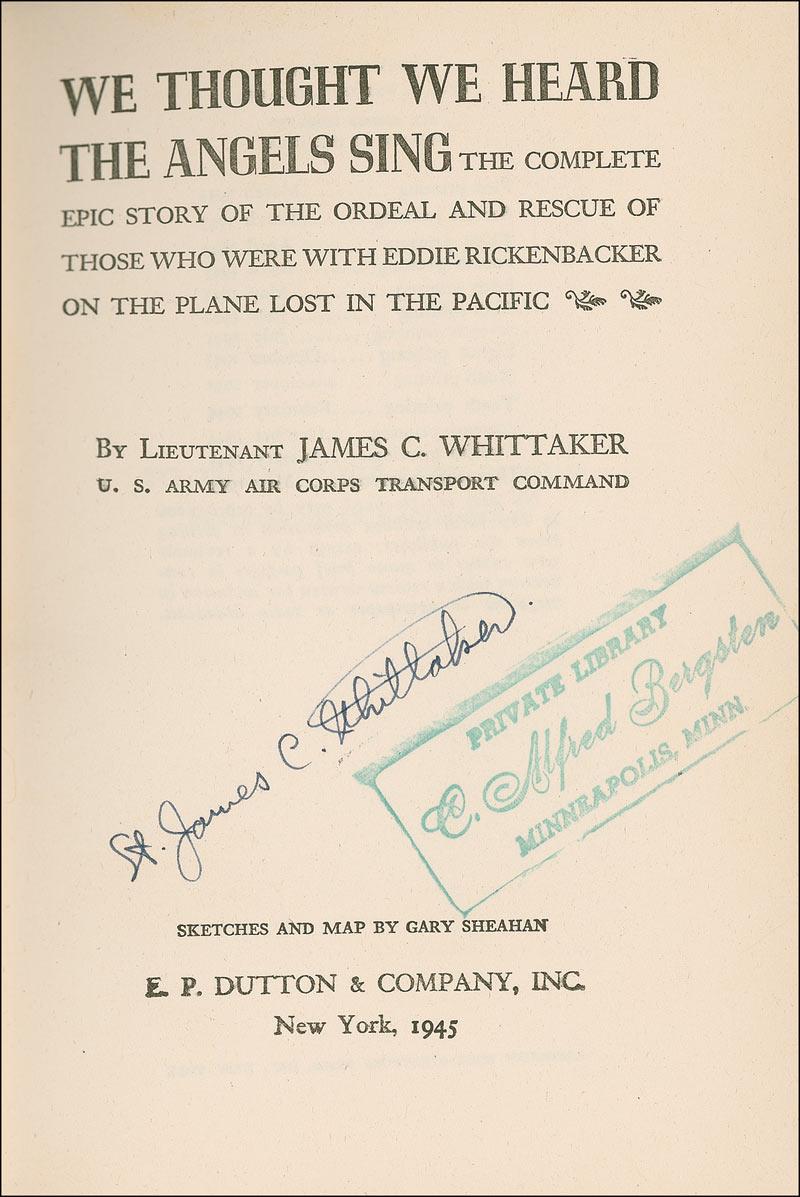 WE THOUGHT WE HEARD
THE ANGELS SING THE COMPLETE
EPIC STORY OF THE ORDEAL AND RESCUE OF
THOSE WHO WERE WITH EDDIE RICKENBACKER
ON THE PLANE LOST IN THE PACIFIC
BY LIEUTENANT JAMES C. WHITTAKER
U. S. ARMY AIR CORPS TRANSPORT COMMAND
Lt. James C. Whittaker.
PRIVATE LIBRARY
C. Alfred Bergsten
MINNEAPOLIS, MINN.
SKETCHES AND MAP BY GARY SHEAHAN
E. P. DUTTON & COMPANY, INC.
New York, 1945